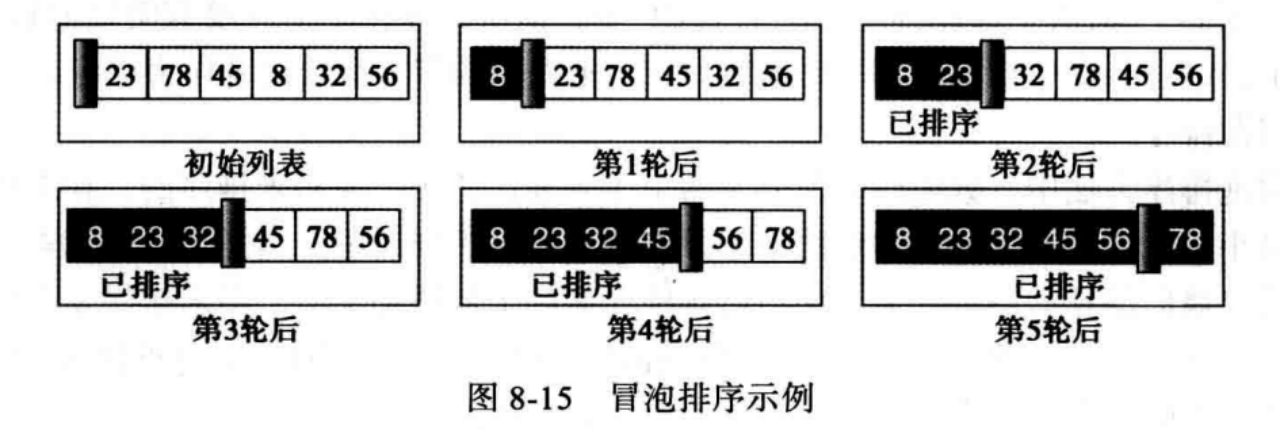 23 78 45 8 32 56
初始列表
8 23 78 45 32 56
第1轮后
8 23 32 78 45 56
已排序
第2轮后
8 23 32 45 78 56
已排序
第3轮后
8 23 32 45 56 78
已排序
第4轮后
8 23 32 45 56 78
已排序
第5轮后
图 8-15 冒泡排序示例